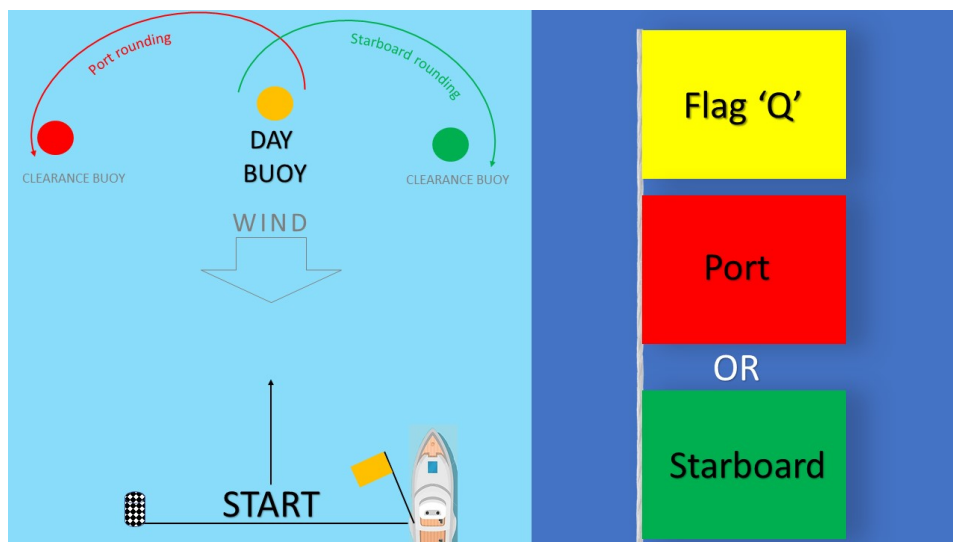 Port rounding
Starboard rounding
DAY
BUOY
CLEARANCE BUOY
CLEARANCE BUOY
WIND
START
Flag ‘Q’
Port
OR
Starboard